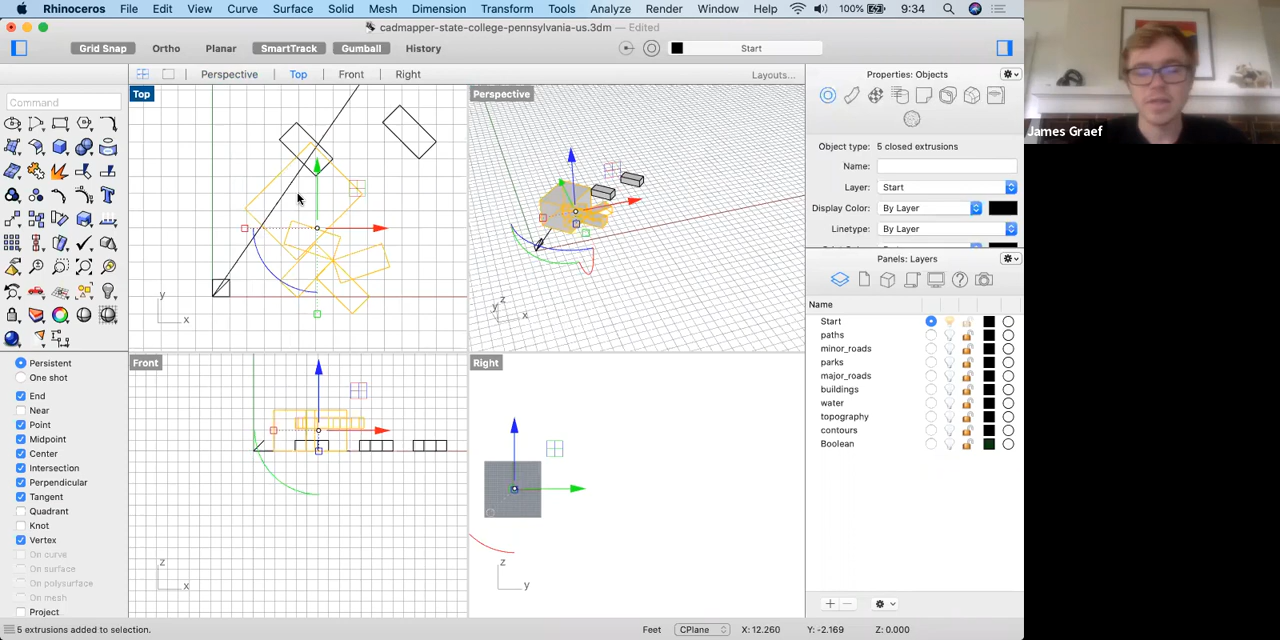 Rhinoceros File Edit View Curve Surface Solid Mesh Dimension Transform Tools Analyze Render Window Help 100% 9:34
cadmapper-state-college-pennsylvania-us.3dm — Edited
Grid Snap Ortho Planar SmartTrack Gumball History Start
Perspective Top Front Right Layouts...
Properties: Objects
Command
Top
Perspective
James Graef
Object type: 5 closed extrusions
Name:
Layer: Start
Display Color: By Layer
Linetype: By Layer
Panels: Layers
Name
Start
paths
minor_roads
parks
major_roads
buildings
water
topography
contours
Boolean
y
x
z
y
x
Front
Right
Persistent
One shot
End
Near
Point
Midpoint
Center
Intersection
Perpendicular
Tangent
Quadrant
Knot
Vertex
On curve
On surface
On polysurface
On mesh
Project
z
x
z
y
5 extrusions added to selection.
Feet CPlane X: 12.260 Y: -2.169 Z: 0.000